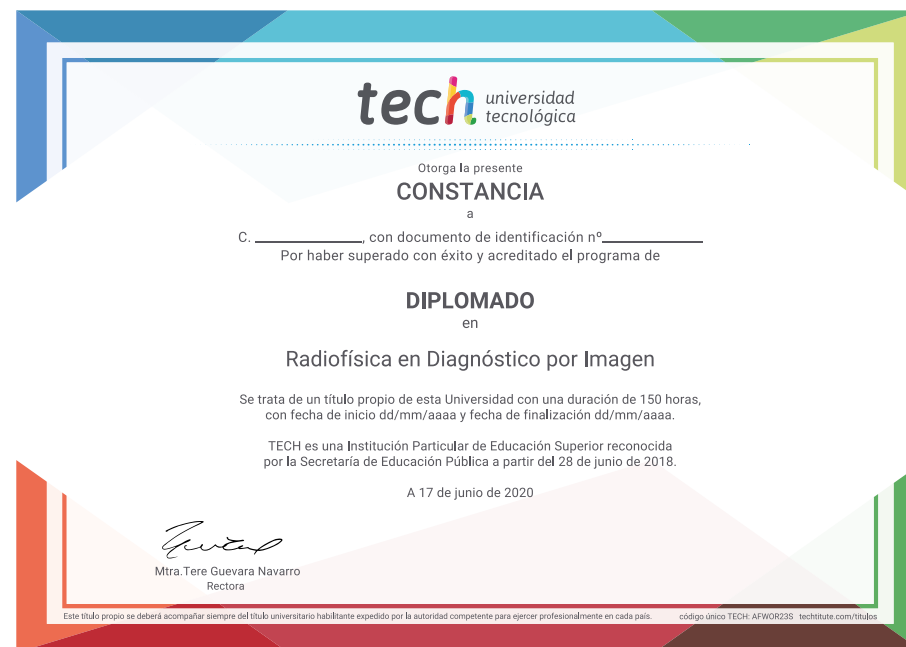 tech universidad
tecnológica
Otorga la presente
CONSTANCIA
a
C. ____________, con documento de identificación nº____________
Por haber superado con éxito y acreditado el programa de
DIPLOMADO
en
Radiofísica en Diagnóstico por Imagen
Se trata de un título propio de esta Universidad con una duración de 150 horas,
con fecha de inicio dd/mm/aaaa y fecha de finalización dd/mm/aaaa.
TECH es una Institución Particular de Educación Superior reconocida
por la Secretaría de Educación Pública a partir del 28 de junio de 2018.
A 17 de junio de 2020
Mtra.Tere Guevara Navarro
Rectora
Este título propio se deberá acompañar siempre del título universitario habilitante expedido por la autoridad competente para ejercer profesionalmente en cada país. código único TECH: AFWOR23S techtitute.com/titulos